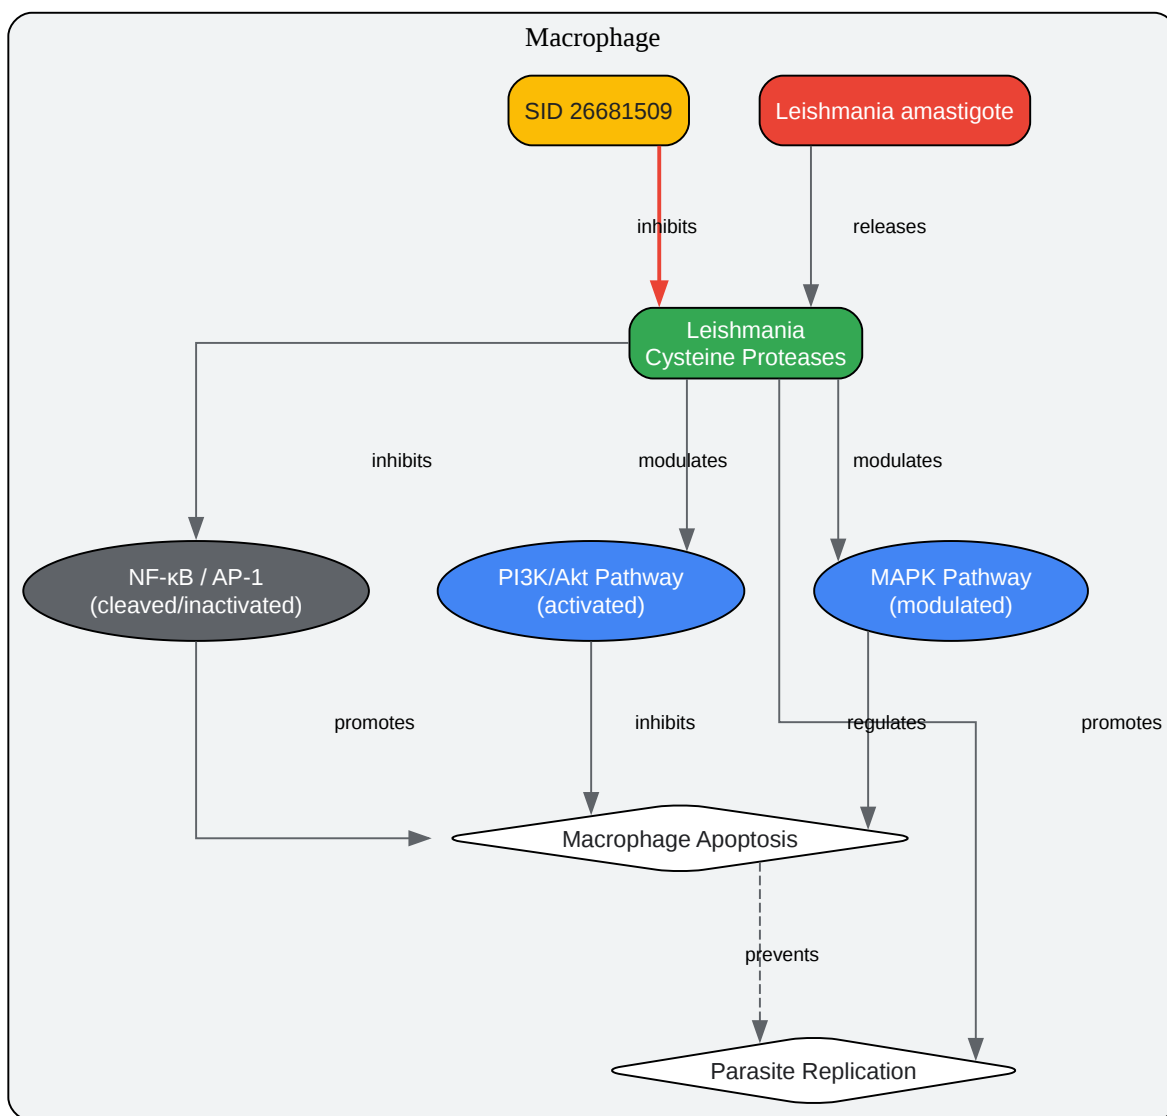 Macrophage
SID 26681509
Leishmania amastigote
inhibits
releases
Leishmania
Cysteine Proteases
inhibits
modulates
modulates
NF-κB / AP-1
(cleaved/inactivated)
PI3K/Akt Pathway
(activated)
MAPK Pathway
(modulated)
promotes
inhibits
regulates
promotes
Macrophage Apoptosis
prevents
Parasite Replication